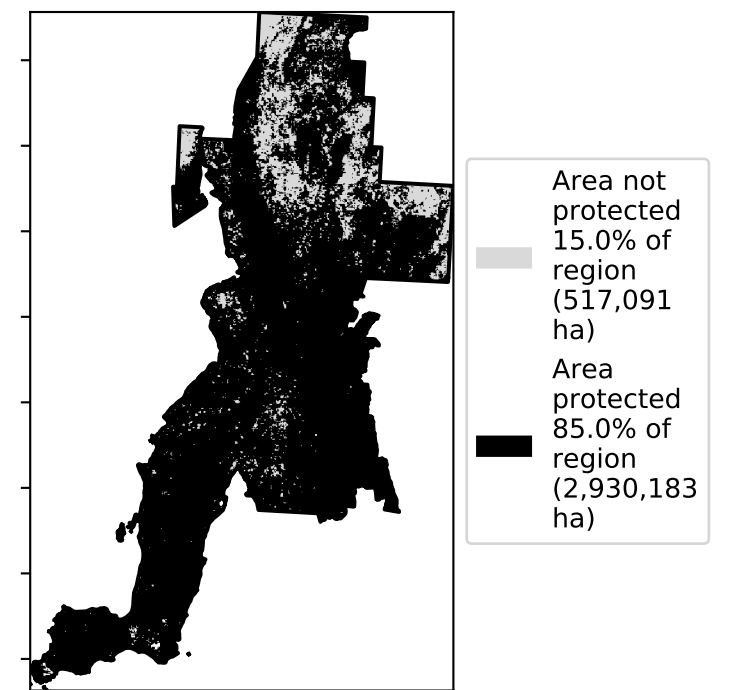 Area not
protected
15.0% of
region
(517,091
ha)
Area
protected
85.0% of
region
(2,930,183
ha)